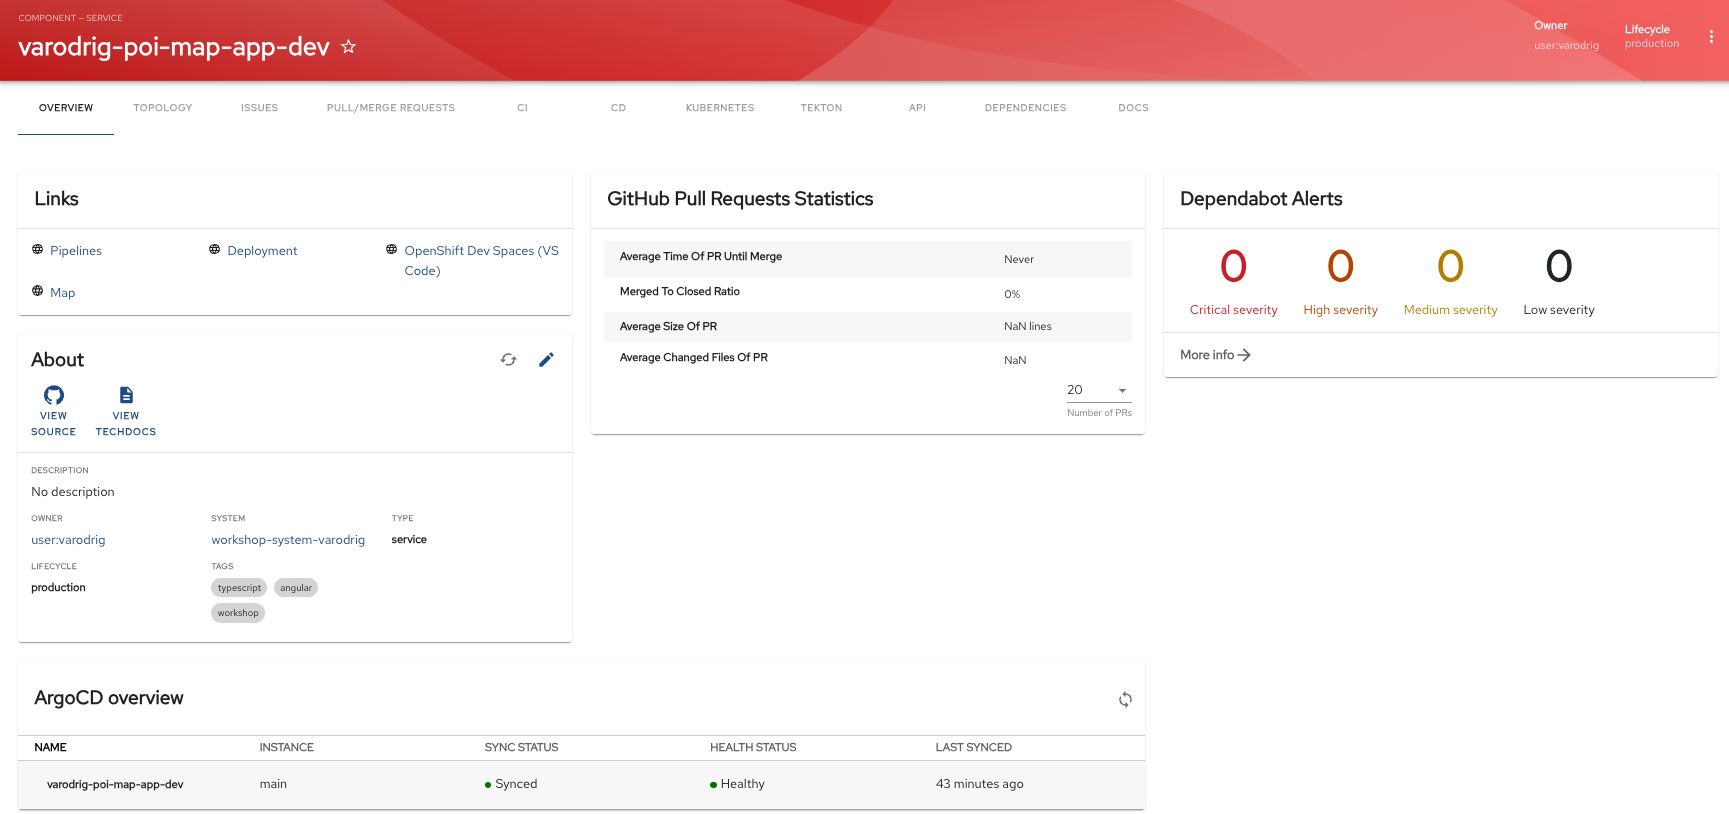 COMPONENT — SERVICE
varodrig-poi-map-app-dev
Owner
user:varodrig
Lifecycle
production
OVERVIEW TOPOLOGY ISSUES PULL/MERGE REQUESTS CI CD KUBERNETES TEKTON API DEPENDENCIES DOCS
Links
Pipelines Deployment OpenShift Dev Spaces (VS
Code)
Map
About
VIEW
SOURCE
VIEW
TECHDOCS
DESCRIPTION
No description
OWNER SYSTEM TYPE
user:varodrig workshop-system-varodrig service
LIFECYCLE TAGS
production typescript angular
workshop
GitHub Pull Requests Statistics
Average Time Of PR Until Merge Never
Merged To Closed Ratio 0%
Average Size Of PR NaN lines
Average Changed Files Of PR NaN
20
Number of PRs
Dependabot Alerts
0 0 0 0
Critical severity High severity Medium severity Low severity
More info
ArgoCD overview
NAME INSTANCE SYNC STATUS HEALTH STATUS LAST SYNCED
varodrig-poi-map-app-dev main Synced Healthy 43 minutes ago